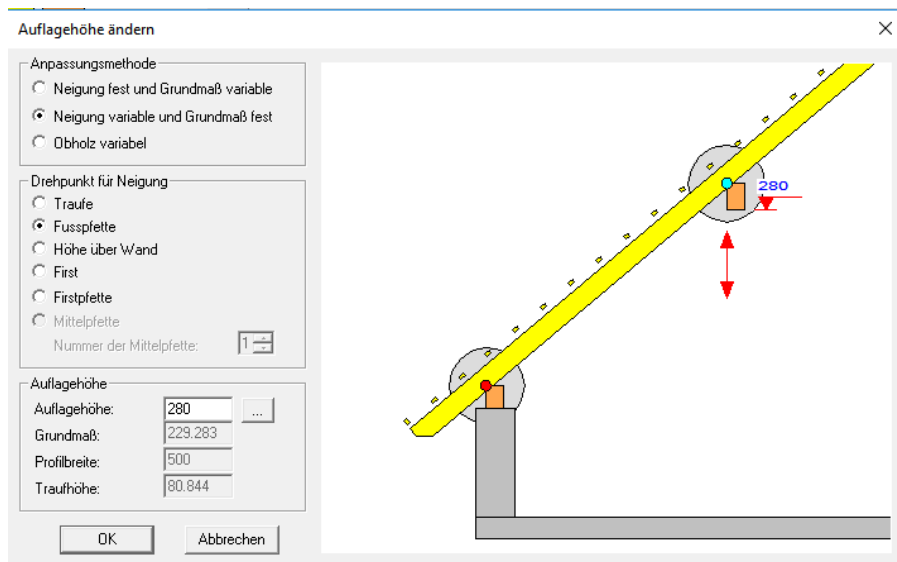 Auflagehöhe ändern
Anpassungsmethode
Neigung fest und Grundmaß variable
Neigung variable und Grundmaß fest
Obholz variabel
Drehpunkt für Neigung
Traufe
Fusspfette
Höhe über Wand
First
Firstpfette
Mittelpfette
Nummer der Mittelpfette: 1
Auflagehöhe
Auflagehöhe: 280 ...
Grundmaß: 229.283
Profilbreite: 500
Traufhöhe: 80.844
OK Abbrechen
280